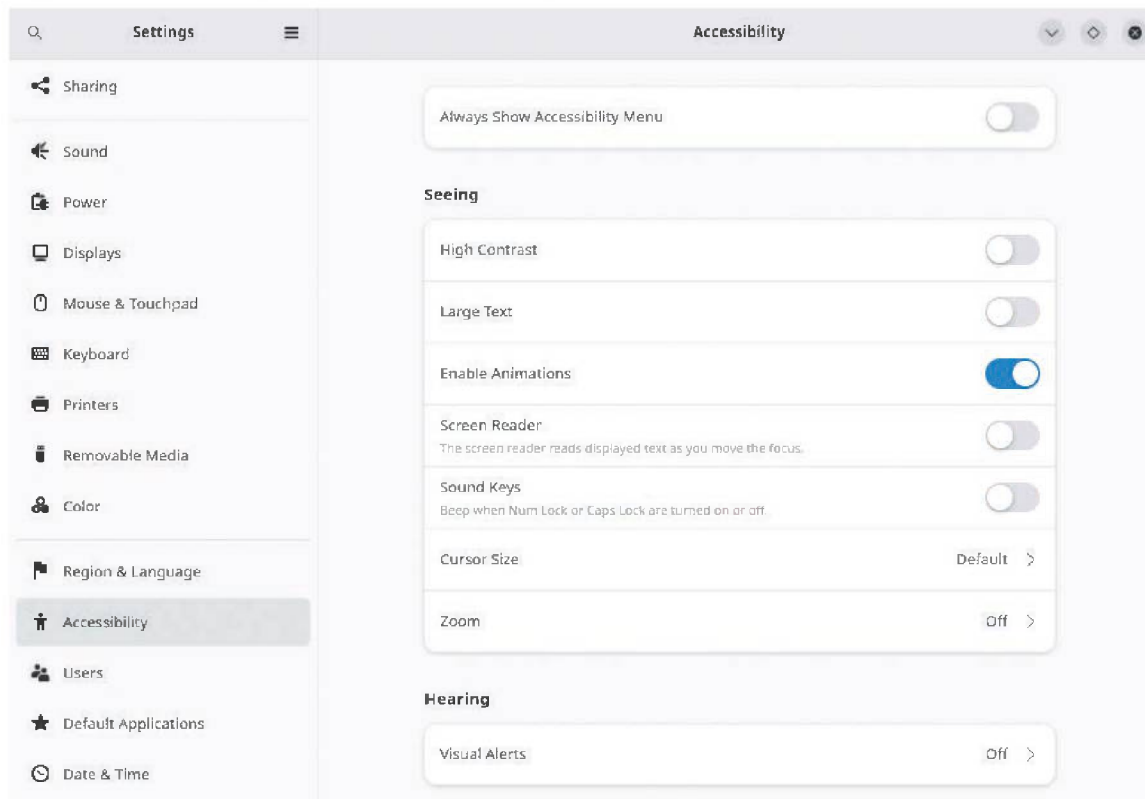 Settings
Accessibility
Sharing
Sound
Power
Displays
Mouse & Touchpad
Keyboard
Printers
Removable Media
Color
Region & Language
Accessibility
Users
Default Applications
Date & Time
Always Show Accessibility Menu
Seeing
High Contrast
Large Text
Enable Animations
Screen Reader
The screen reader reads displayed text as you move the focus.
Sound Keys
Beep when Num Lock or Caps Lock are turned on or off.
Cursor Size Default
Zoom Off
Hearing
Visual Alerts Off